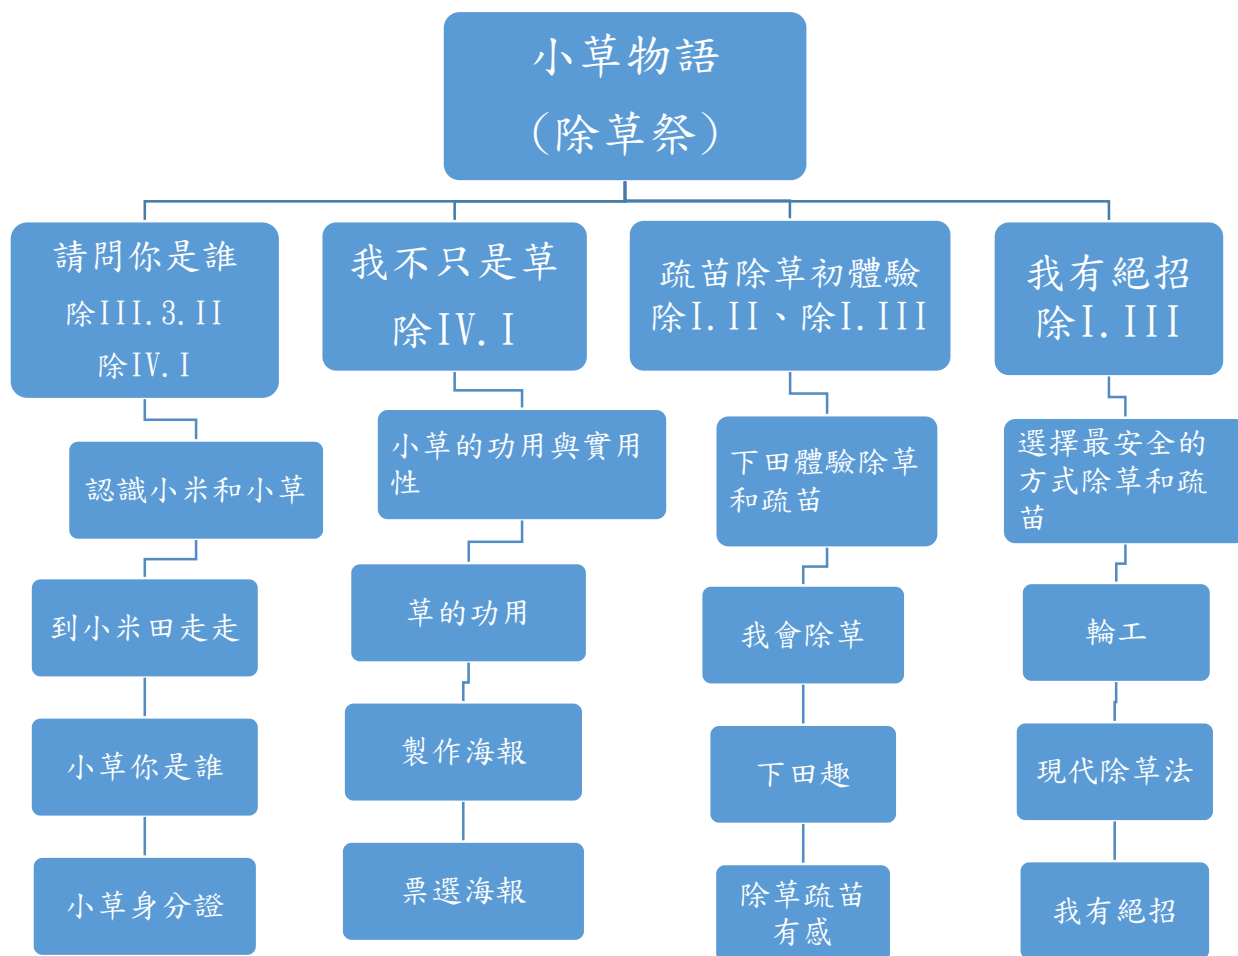 小草物語
(除草祭)
請問你是誰
除III.3.II
除IV.I
我不只是草
除IV.I
疏苗除草初體驗
除I.II、除I.III
我有絕招
除I.III
認識小米和小草
小草的功用與實用
性
下田體驗除草
和疏苗
選擇最安全的
方式除草和疏
苗
到小米田走走
草的功用
我會除草
輪工
小草你是誰
製作海報
下田趣
現代除草法
小草身分證
票選海報
除草疏苗
有感
我有絕招